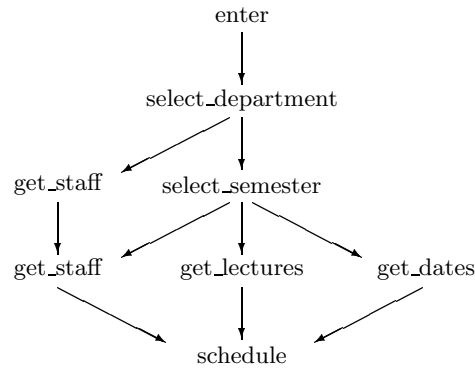 enter
select_department
get_staff select_semester
get_staff get_lectures get_dates
schedule